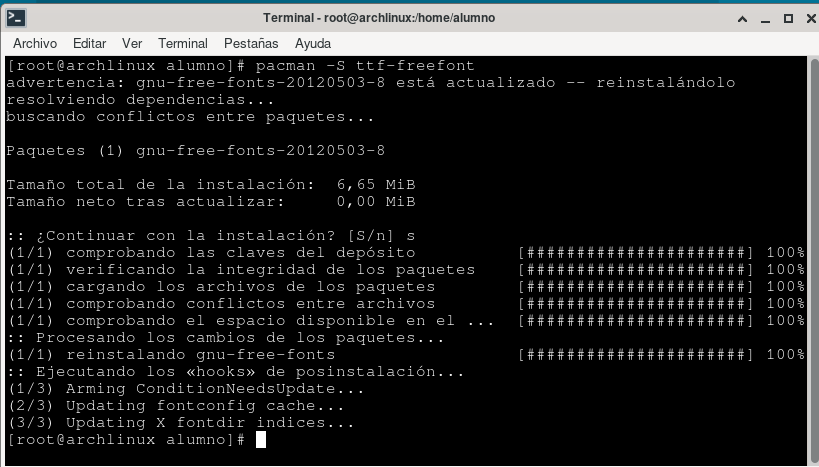 Terminal - root@archlinux:/home/alumno
Archivo Editar Ver Terminal Pestañas Ayuda
[root@archlinux alumno]# pacman -S ttf-freefont
advertencia: gnu-free-fonts-20120503-8 está actualizado -- reinstalándolo
resolviendo dependencias...
buscando conflictos entre paquetes...
Paquetes (1) gnu-free-fonts-20120503-8
Tamaño total de la instalación: 6,65 MiB
Tamaño neto tras actualizar: 0,00 MiB
:: ¿Continuar con la instalación? [S/n] s
(1/1) comprobando las claves del depósito [######################] 100%
(1/1) verificando la integridad de los paquetes [######################] 100%
(1/1) cargando los archivos de los paquetes [######################] 100%
(1/1) comprobando conflictos entre archivos [######################] 100%
(1/1) comprobando el espacio disponible en el ... [######################] 100%
:: Procesando los cambios de los paquetes...
(1/1) reinstalando gnu-free-fonts [######################] 100%
:: Ejecutando los «hooks» de posinstalación...
(1/3) Arming ConditionNeedsUpdate...
(2/3) Updating fontconfig cache...
(3/3) Updating X fontdir indices...
[root@archlinux alumno]#